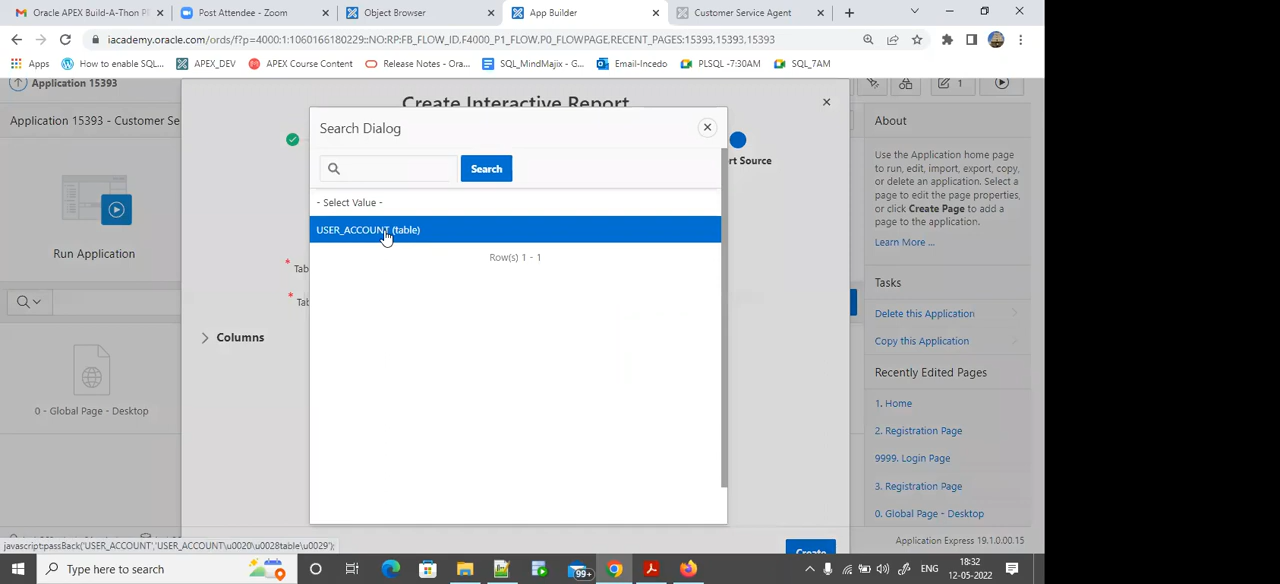 Oracle APEX Build-A-Thon P
Post Attendee - Zoom
Object Browser
App Builder
Customer Service Agent
iacademy.oracle.com/ords/f?p=4000:1:1060166180229::NO:RP:FB_FLOW_ID,F4000_P1_FLOW,P0_FLOWPAGE,RECENT_PAGES:15393,15393,15393
Apps
How to enable SQL...
APEX_DEV
APEX Course Content
Release Notes - Ora...
SQL_MindMajix - G...
Email-Incedo
PLSQL -7:30AM
SQL_7AM
Application 15393
1
Application 15393 - Customer Se
Run Application
0 - Global Page - Desktop
Create Interactive Report
rt Source
Search Dialog
Search
- Select Value -
USER_ACCOUNT (table)
Row(s) 1 - 1
* Tab
* Tab
Columns
Create
About
Use the Application home page
to run, edit, import, export, copy,
or delete an application. Select a
page to edit the page properties,
or click Create Page to add a
page to the application.
Learn More ...
Tasks
Delete this Application
Copy this Application
Recently Edited Pages
1. Home
2. Registration Page
9999. Login Page
3. Registration Page
0. Global Page - Desktop
Application Express 19.1.0.00.15
javascript:passBack('USER_ACCOUNT','USER_ACCOUNT\u0020\u0028table\u0029');
Type here to search
99+
ENG
18:32
12-05-2022